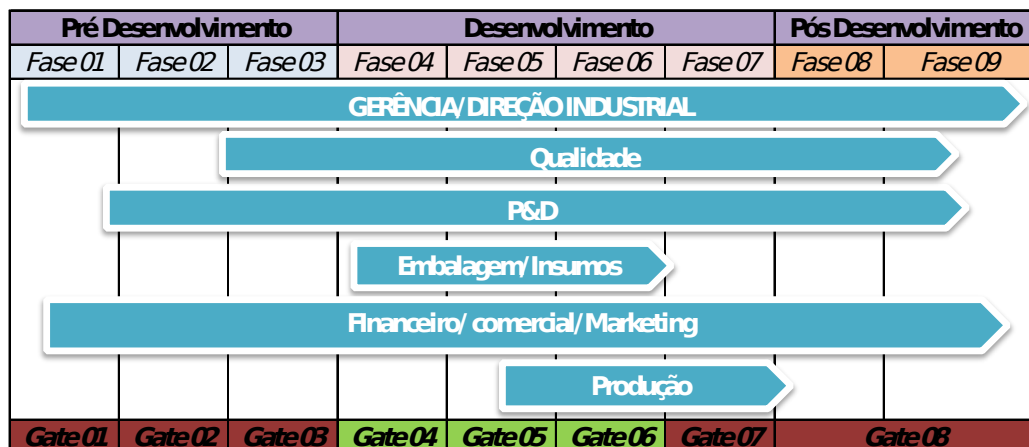 Pré Desenvolvimento Desenvolvimento Pós Desenvolvimento
Fase 01 Fase 02 Fase 03 Fase 04 Fase 05 Fase 06 Fase 07 Fase 08 Fase 09
GERÊNCIA/ DIREÇÃO INDUSTRIAL
Qualidade
P&D
Embalagem/ Insumos
Financeiro/ comercial/ Marketing
Produção
Gate 01 Gate 02 Gate 03 Gate 04 Gate 05 Gate 06 Gate 07 Gate 08